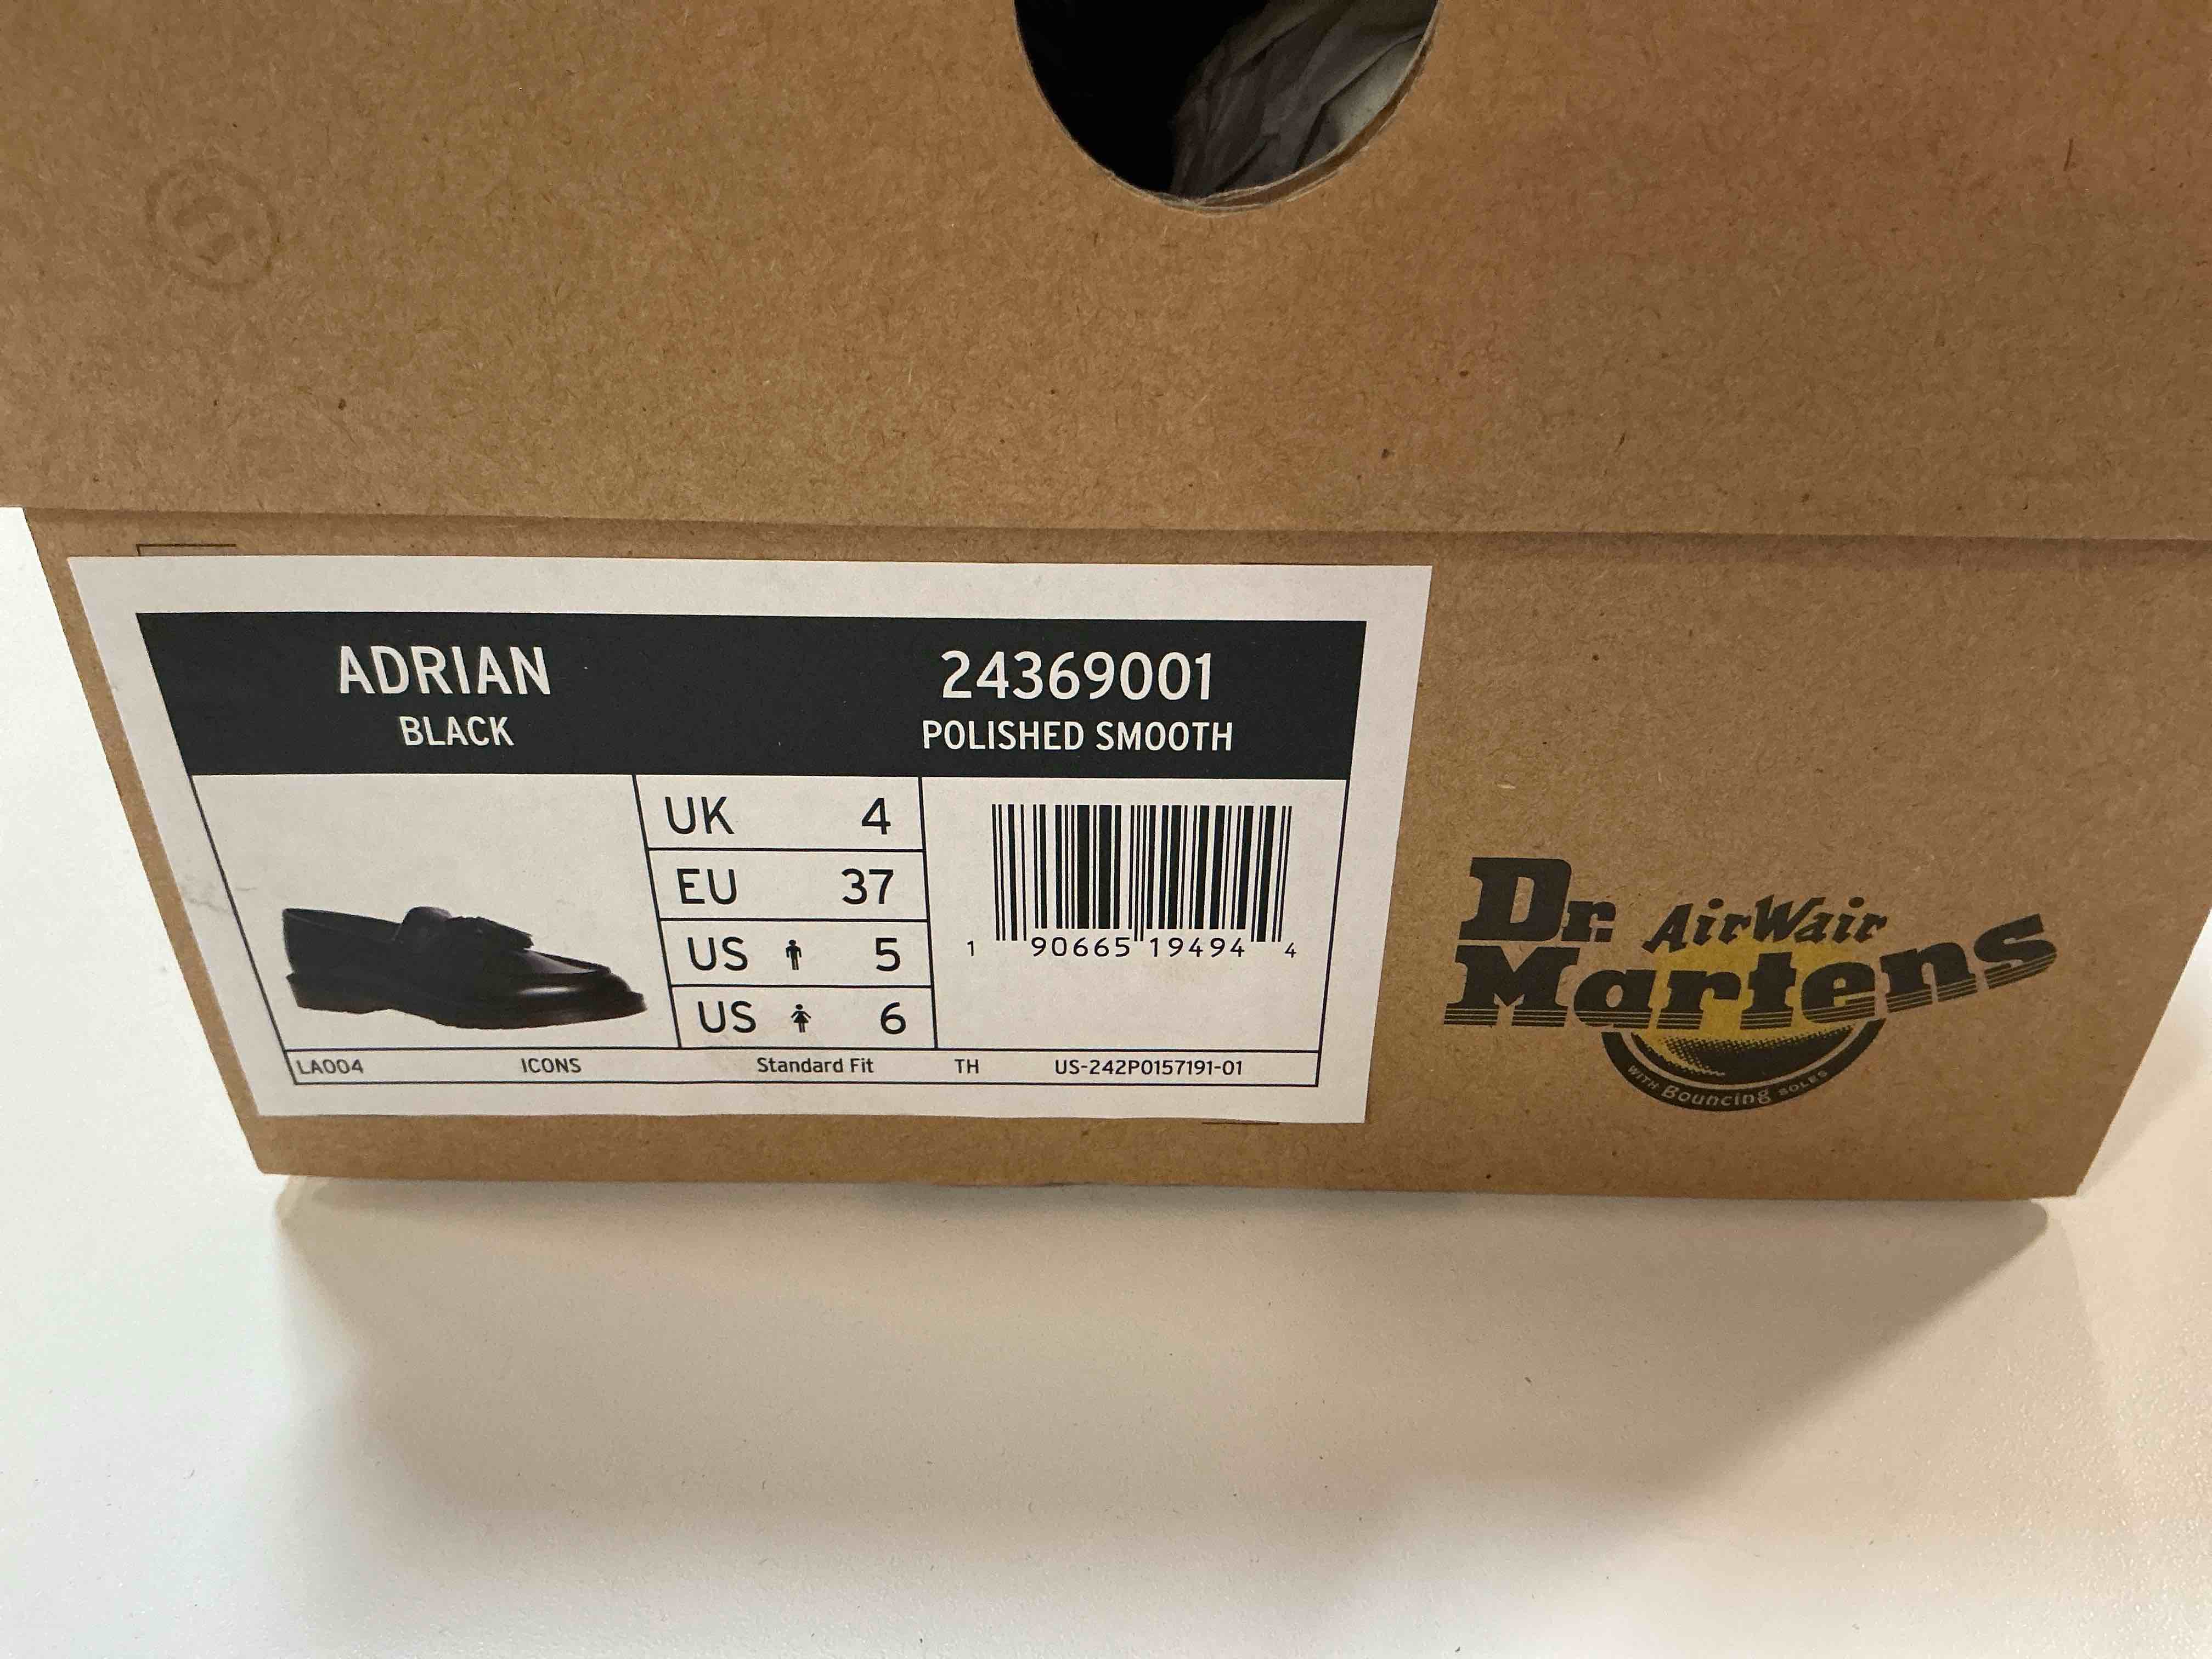 ADRIAN
BLACK
24369001
POLISHED SMOOTH
UK 4
EU 37
US 5
US 6
1 90665 19494 4
LA004 ICONS Standard Fit TH US-242P0157191-01
Dr. AirWair
Martens
WITH Bouncing SOLES